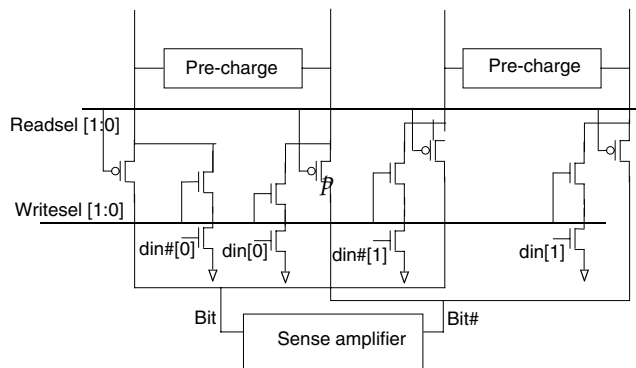 Pre-charge
Pre-charge
Readsel [1:0]
p
Writesel [1:0]
din#[0]
din[0]
din#[1]
din[1]
Bit
Sense amplifier
Bit#